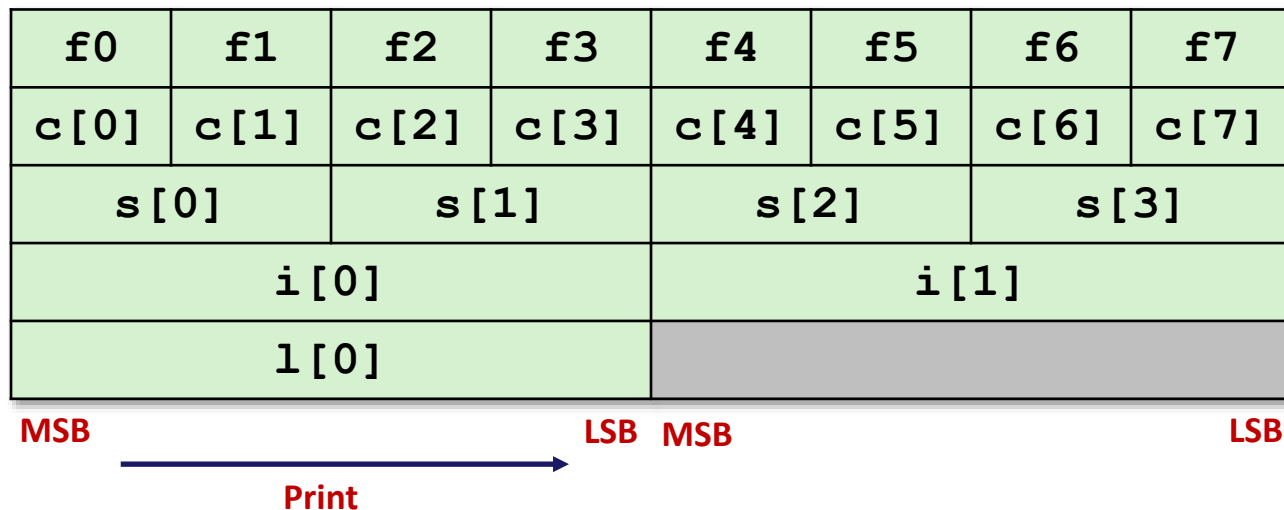 f0 f1 f2 f3 f4 f5 f6 f7
c[0] c[1] c[2] c[3] c[4] c[5] c[6] c[7]
s[0] s[1] s[2] s[3]
i[0] i[1]
l[0]
MSB LSB MSB LSB
Print